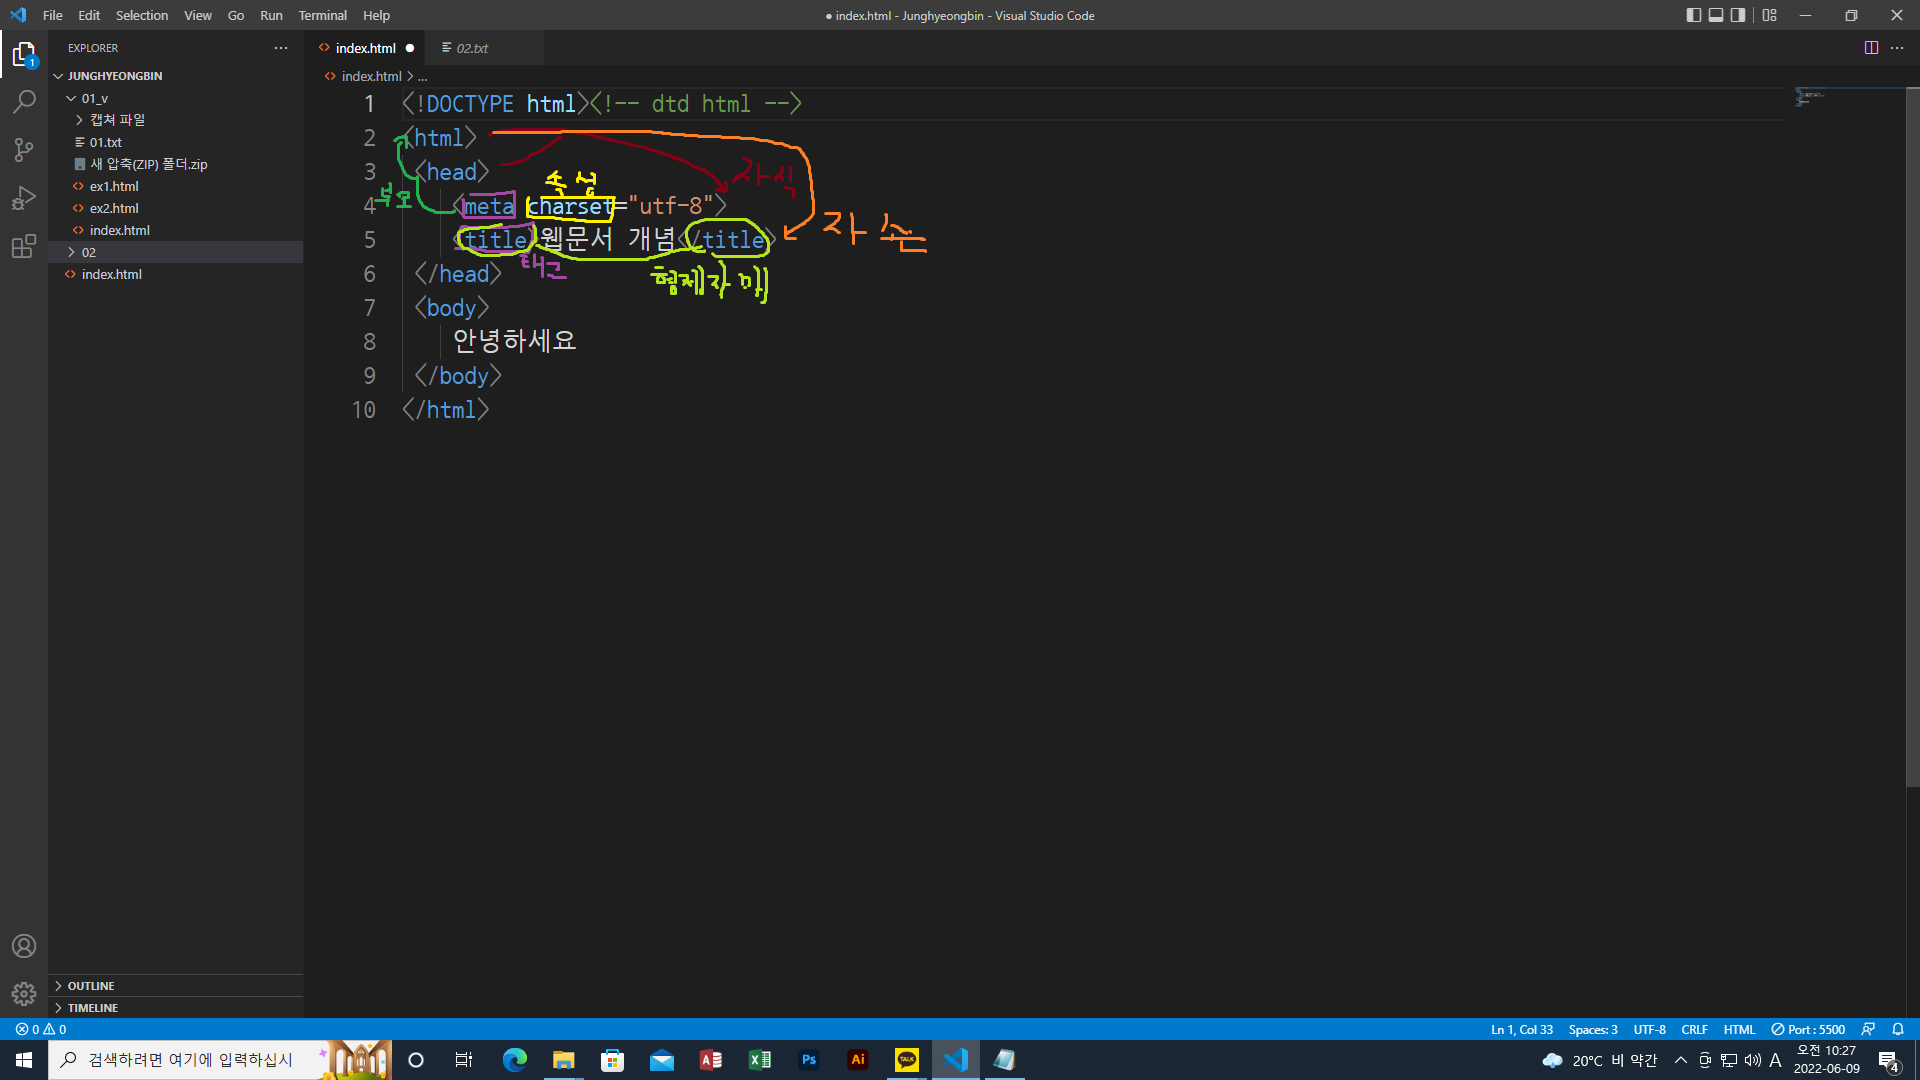 File Edit Selection View Go Run Terminal Help
● index.html - Junghyeongbin - Visual Studio Code
EXPLORER
JUNGHYEONGBIN
01_v
캡쳐 파일
01.txt
새 압축(ZIP) 폴더.zip
ex1.html
ex2.html
index.html
02
index.html
OUTLINE
TIMELINE
1
index.html ●
02.txt
index.html > ...
1 <!DOCTYPE html><!-- dtd html -->
2 <html>
3 <head>
속성
자식
부모
4 <meta charset="utf-8">
5 <title>웹문서 개념</title>
자손
태그
형제자매
6 </head>
7 <body>
8 안녕하세요
9 </body>
10 </html>
0 0
Ln 1, Col 33 Spaces: 3 UTF-8 CRLF HTML Port : 5500
검색하려면 여기에 입력하십시
Ps Ai TALK
20°C 비 약간
A
오전 10:27
2022-06-09
4